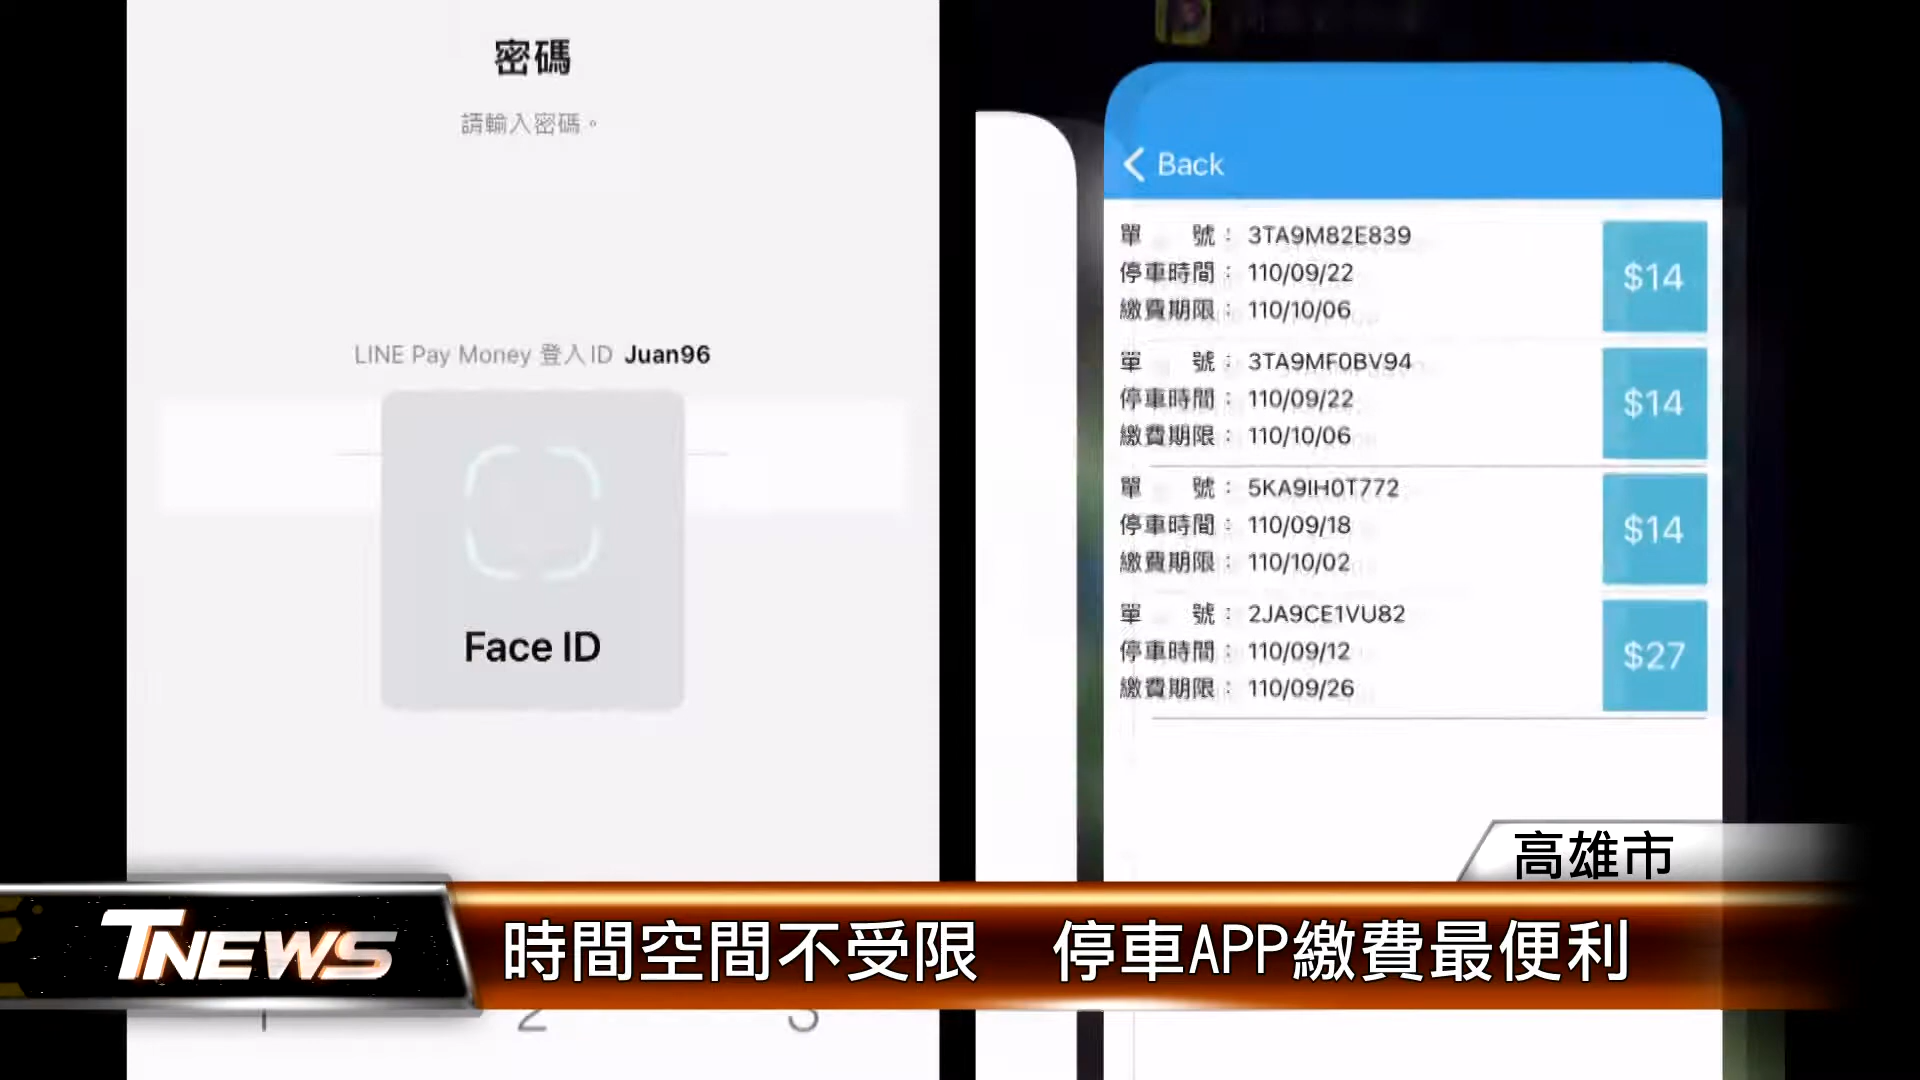 密碼
請輸入密碼。
LINE Pay Money 登入ID Juan96
Face ID
Back
單 號： 3TA9M82E839
停車時間： 110/09/22
繳費期限： 110/10/06
$14
單 號： 3TA9MF0BV94
停車時間： 110/09/22
繳費期限： 110/10/06
$14
單 號： 5KA9IH0T772
停車時間： 110/09/18
繳費期限： 110/10/02
$14
單 號： 2JA9CE1VU82
停車時間： 110/09/12
繳費期限： 110/09/26
$27
高雄市
TNEWS
時間空間不受限 停車APP繳費最便利
1 2 3